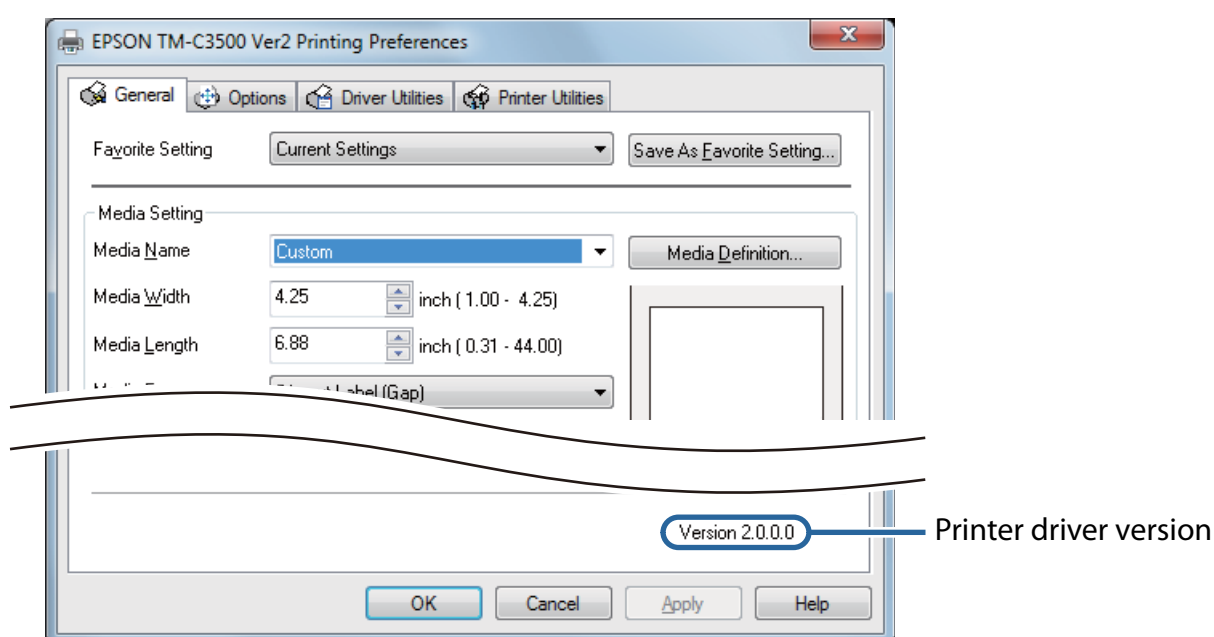 EPSON TM-C3500 Ver2 Printing Preferences
General Options Driver Utilities Printer Utilities
Favorite Setting Current Settings Save As Favorite Setting...
Media Setting
Media Name Custom Media Definition...
Media Width 4.25 inch ( 1.00 - 4.25)
Media Length 6.88 inch ( 0.31 - 44.00)
(Gap)
Version 2.0.0.0 Printer driver version
OK Cancel Apply Help